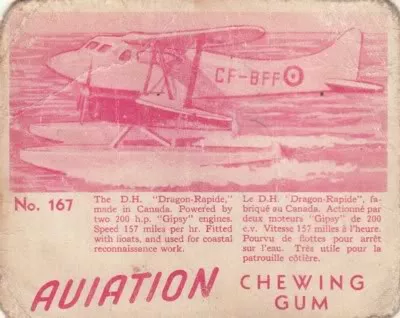 CF-BFF
No. 167
The D.H. "Dragon-Rapide,"
made in Canada. Powered by
two 200 h.p. "Gipsy" engines.
Speed 157 miles per hr. Fitted
with floats, and used for coastal
reconnaissance work.
Le D.H. "Dragon-Rapide", fa-
briqué au Canada. Actionné par
deux moteurs "Gipsy" de 200
c.v. Vitesse 157 milles à l'heure.
Pourvu de flottes pour arrêt
sur l'eau. Très utile pour la
patrouille côtière.
AVIATION
CHEWING
GUM